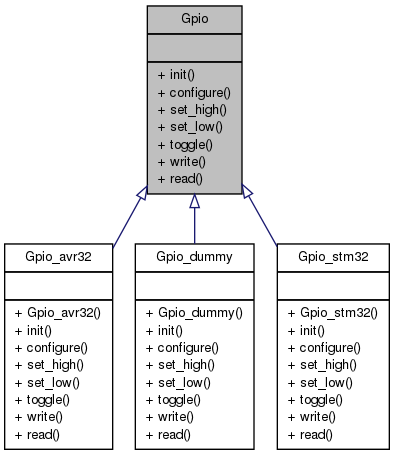 Gpio
+ init()
+ configure()
+ set_high()
+ set_low()
+ toggle()
+ write()
+ read()
Gpio_avr32
+ Gpio_avr32()
+ init()
+ configure()
+ set_high()
+ set_low()
+ toggle()
+ write()
+ read()
Gpio_dummy
+ Gpio_dummy()
+ init()
+ configure()
+ set_high()
+ set_low()
+ toggle()
+ write()
+ read()
Gpio_stm32
+ Gpio_stm32()
+ init()
+ configure()
+ set_high()
+ set_low()
+ toggle()
+ write()
+ read()